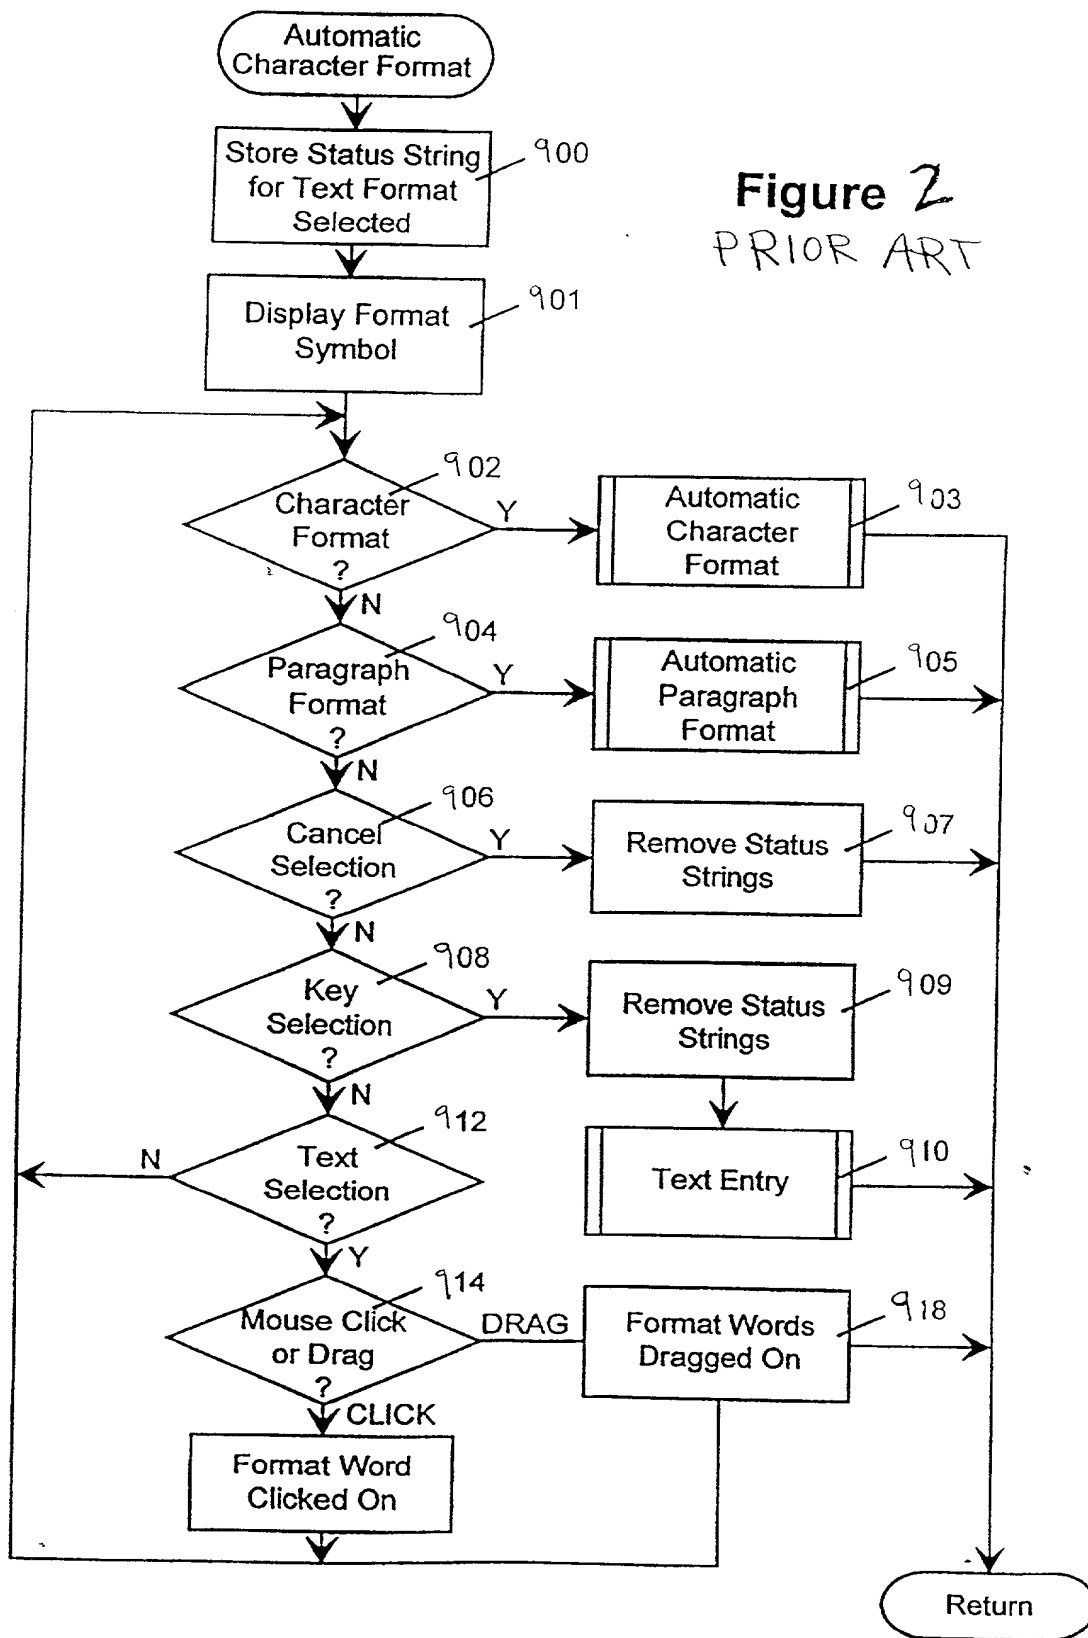 Automatic
Character Format
Store Status String
for Text Format
Selected
900
Figure 2
PRIOR ART
Display Format
Symbol
901
Character
Format
?
902
Y
Automatic
Character
Format
903
N
Paragraph
Format
?
904
Y
Automatic
Paragraph
Format
905
N
Cancel
Selection
?
906
Y
Remove Status
Strings
907
N
Key
Selection
?
908
Y
Remove Status
Strings
909
N
Text
Selection
?
912
N
Text Entry
910
Y
Mouse Click
or Drag
?
914
DRAG
Format Words
Dragged On
918
CLICK
Format Word
Clicked On
Return